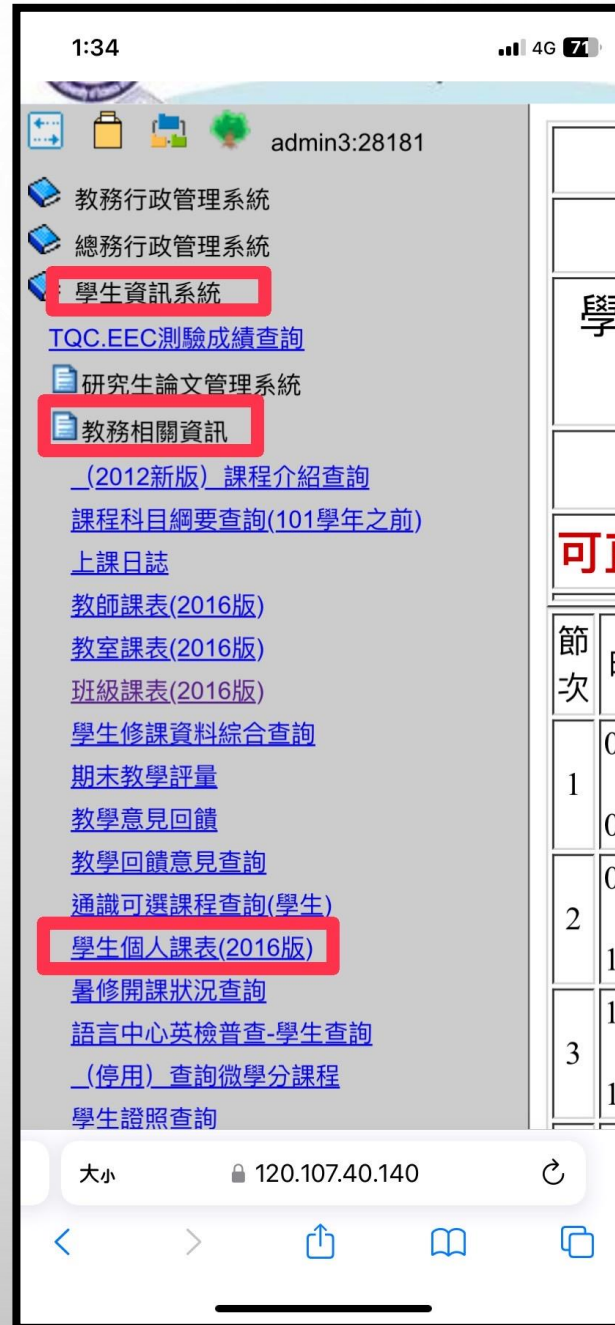 1:34
4G 71
admin3:28181
教務行政管理系統
總務行政管理系統
學生資訊系統
TQC.EEC測驗成績查詢
研究生論文管理系統
教務相關資訊
（2012新版）課程介紹查詢
課程科目綱要查詢(101學年之前)
上課日誌
教師課表(2016版)
教室課表(2016版)
班級課表(2016版)
學生修課資料綜合查詢
期末教學評量
教學意見回饋
教學回饋意見查詢
通識可選課程查詢(學生)
學生個人課表(2016版)
暑修開課狀況查詢
語言中心英檢普查-學生查詢
（停用）查詢微學分課程
學生證照查詢
學
可
節次
1
2
3
大小
120.107.40.140